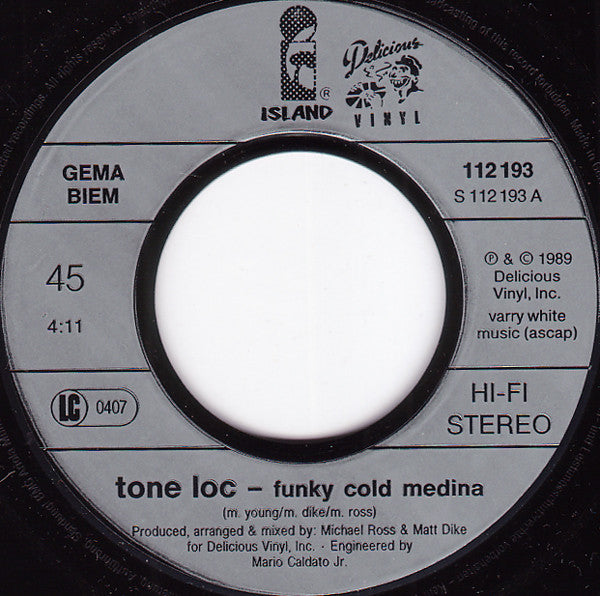 Delicious
VINYL
ISLAND ®
GEMA
BIEM
112 193
S 112 193 A
45
4:11
℗ & © 1989
Delicious
Vinyl, Inc.
varry white
music (ascap)
LC 0407
HI-FI
STEREO
tone loc – funky cold medina
(m. young/m. dike/m. ross)
Produced, arranged & mixed by: Michael Ross & Matt Dike
for Delicious Vinyl, Inc. · Engineered by
Mario Caldato Jr.